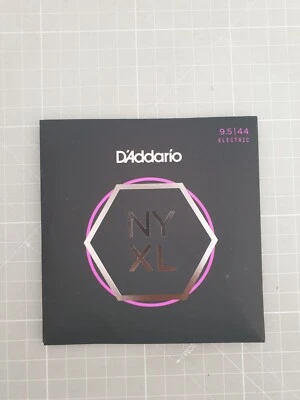 9.5|44
ELECTRIC
D'Addario
NY
XL